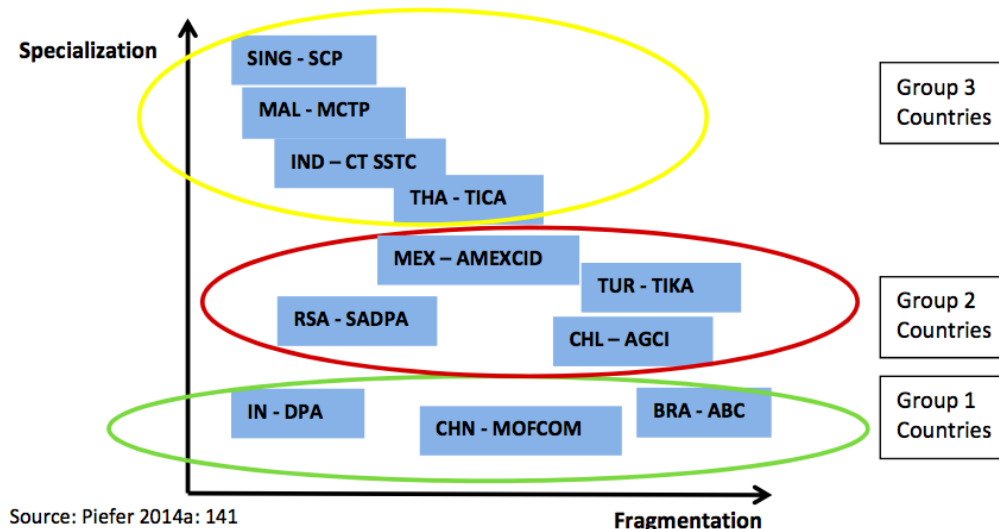 Specialization
SING - SCP
MAL - MCTP
IND – CT SSTC
THA - TICA
Group 3
Countries
MEX – AMEXCID
TUR - TIKA
RSA - SADPA
CHL – AGCI
Group 2
Countries
IN - DPA
CHN - MOFCOM
BRA - ABC
Group 1
Countries
Source: Piefer 2014a: 141
Fragmentation